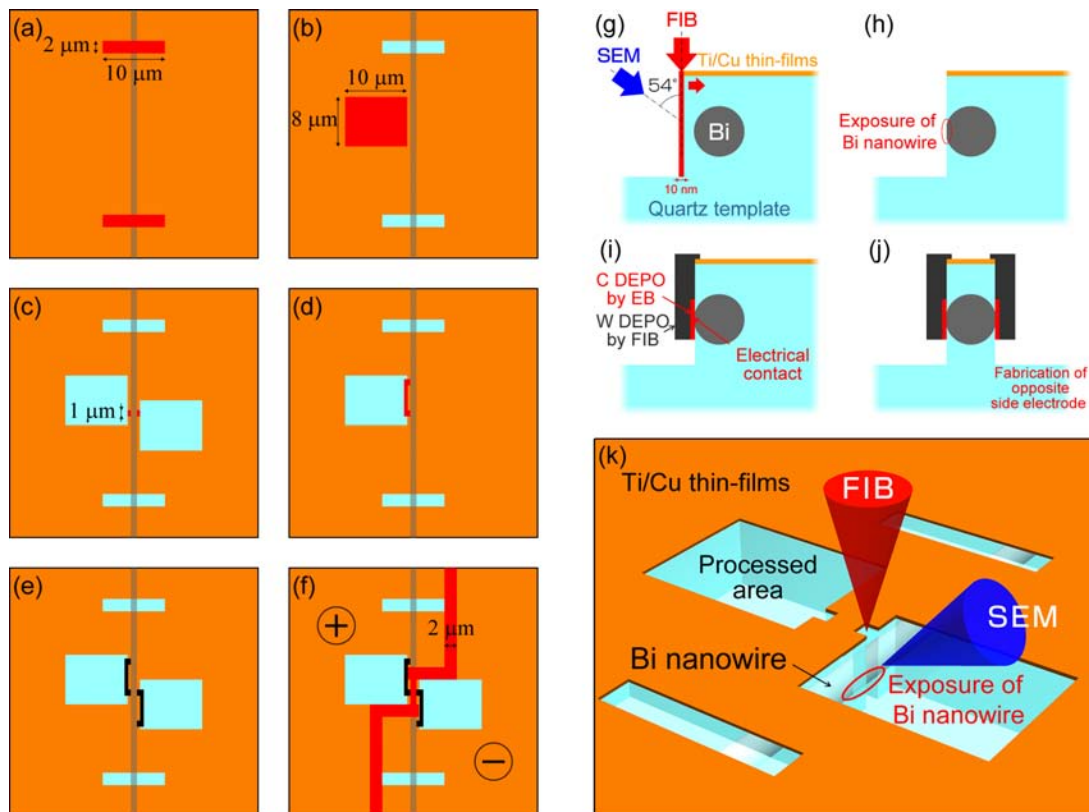 (a)
2 μm
10 μm
(b)
10 μm
8 μm
(c)
1 μm
(d)
(e)
(f)
+
2 μm
−
(g)
FIB
SEM
Ti/Cu thin-films
54°
Bi
10 nm
Quartz template
(h)
Exposure of
Bi nanowire
(i)
C DEPO
by EB
W DEPO
by FIB
Electrical
contact
(j)
Fabrication of
opposite
side electrode
(k)
Ti/Cu thin-films
FIB
Processed
area
SEM
Bi nanowire
Exposure of
Bi nanowire